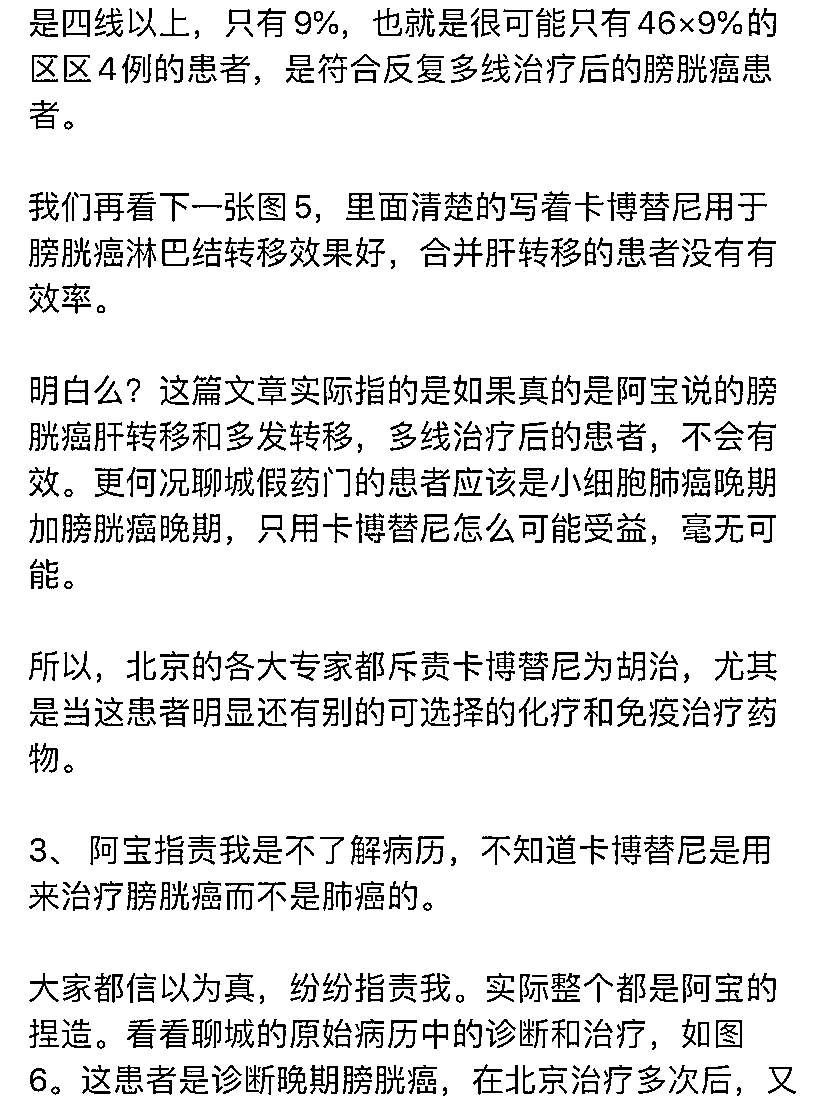 是四线以上，只有9%，也就是很可能只有46×9%的
区区4例的患者，是符合反复多线治疗后的膀胱癌患
者。
我们再看下一张图5，里面清楚的写着卡博替尼用于
膀胱癌淋巴结转移效果好，合并肝转移的患者没有有
效率。
明白么？这篇文章实际指的是如果真的是阿宝说的膀
胱癌肝转移和多发转移，多线治疗后的患者，不会有
效。更何况聊城假药门的患者应该是小细胞肺癌晚期
加膀胱癌晚期，只用卡博替尼怎么可能受益，毫无可
能。
所以，北京的各大专家都斥责卡博替尼为胡治，尤其
是当这患者明显还有别的可选择的化疗和免疫治疗药
物。
3、 阿宝指责我是不了解病历，不知道卡博替尼是用
来治疗膀胱癌而不是肺癌的。
大家都信以为真，纷纷指责我。实际整个都是阿宝的
捏造。看看聊城的原始病历中的诊断和治疗，如图
6。这患者是诊断晚期膀胱癌，在北京治疗多次后，又